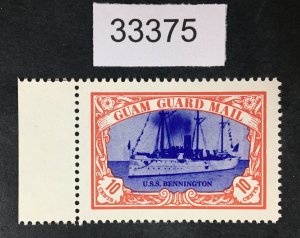 33375
GUAM GUARD MAIL
U.S.S. BENNINGTON
10 10
CENTS CENTS